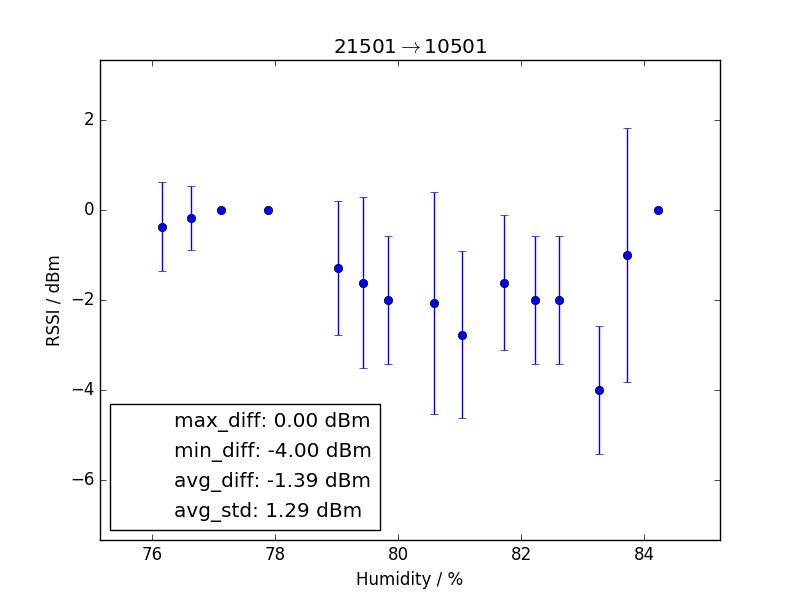 21501→10501
2
0
−2
−4
−6
RSSI / dBm
max_diff: 0.00 dBm
min_diff: -4.00 dBm
avg_diff: -1.39 dBm
avg_std: 1.29 dBm
76 78 80 82 84
Humidity / %